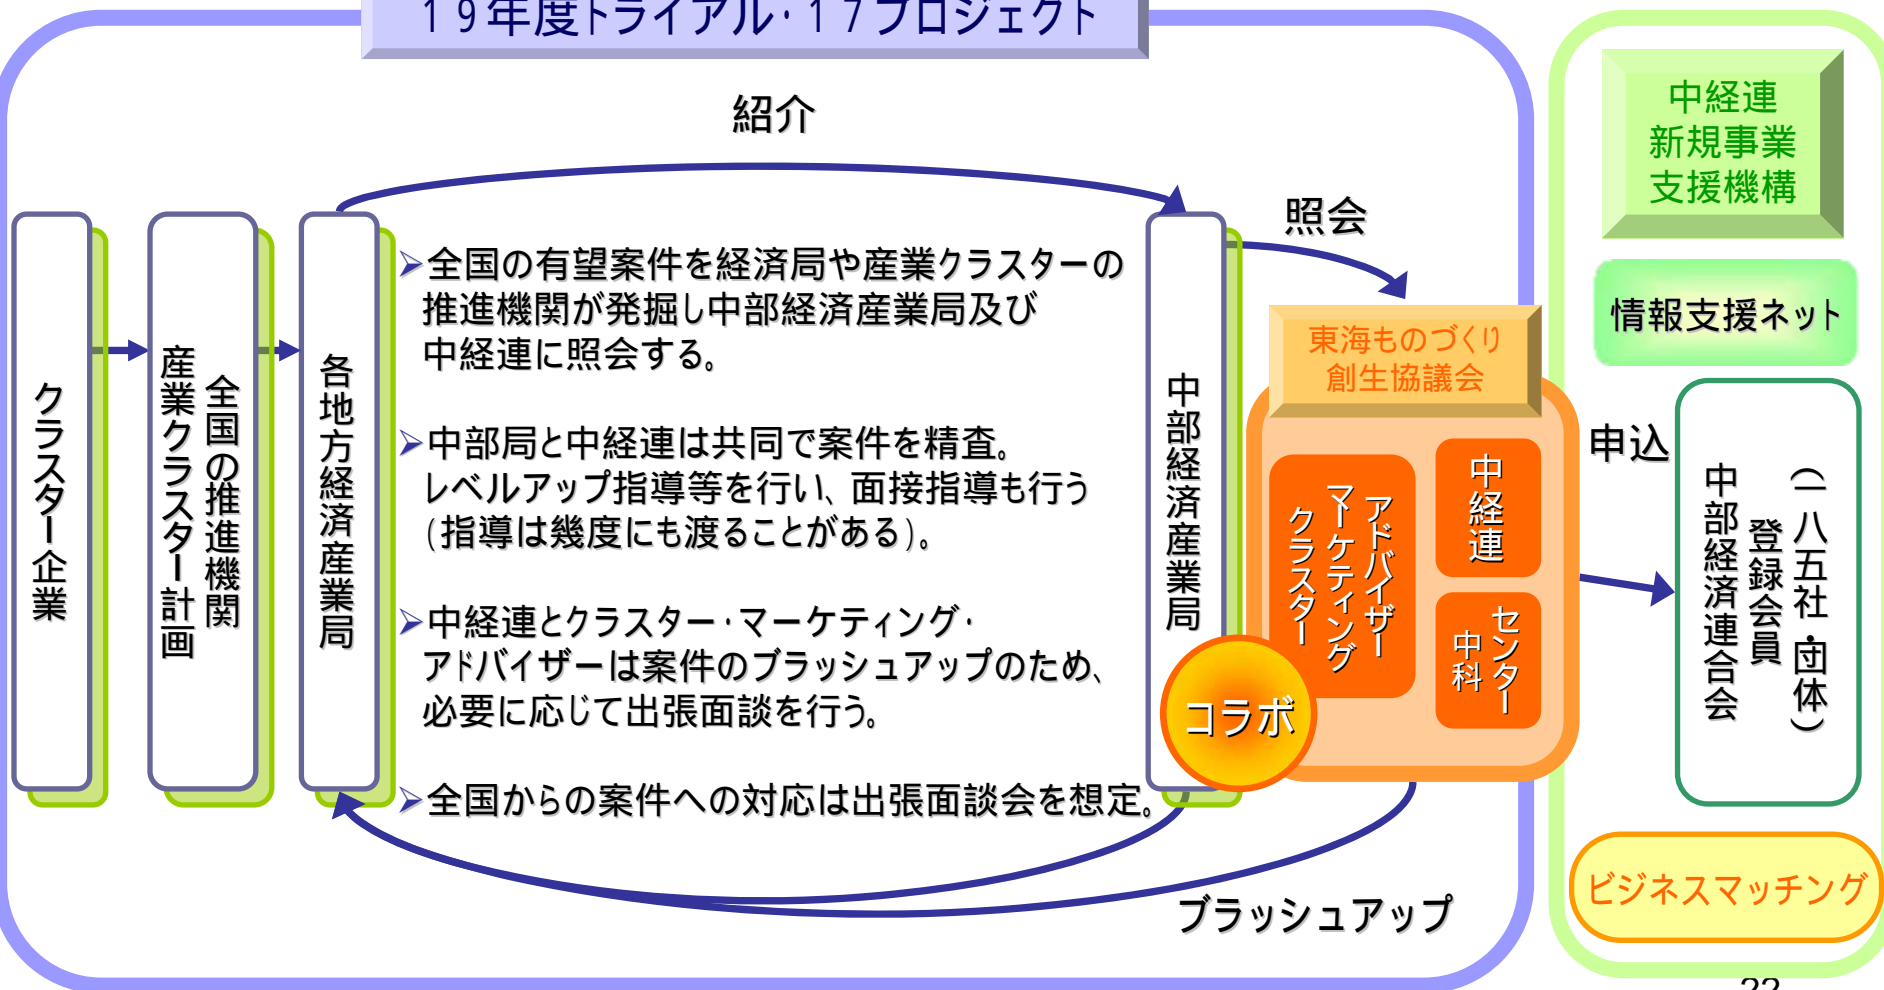 19年度トライアル・17プロジェクト
紹介
照会
クラスター企業
全国の推進機関
産業クラスター計画
各地方経済産業局
➢全国の有望案件を経済局や産業クラスターの
推進機関が発掘し中部経済産業局及び
中経連に照会する。
➢中部局と中経連は共同で案件を精査。
レベルアップ指導等を行い、面接指導も行う
(指導は幾度にも渡ることがある)。
➢中経連とクラスター・マーケティング・
アドバイザーは案件のブラッシュアップのため、
必要に応じて出張面談を行う。
➢全国からの案件への対応は出張面談会を想定。
中部経済産業局
東海ものづくり
創生協議会
アドバイザー
マーケティング
クラスター
中経連
センター
中科
コラボ
ブラッシュアップ
申込
中経連
新規事業
支援機構
情報支援ネット
(一八五社・団体)
登録会員
中部経済連合会
ビジネスマッチング
22